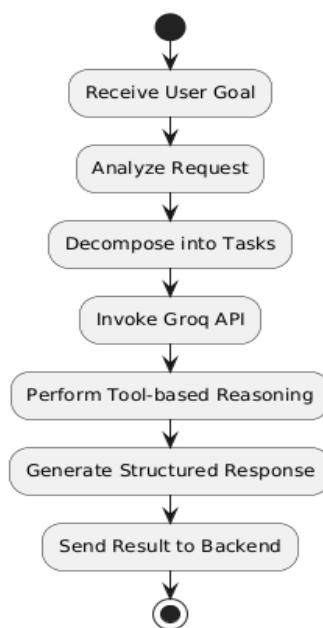 Receive User Goal
Analyze Request
Decompose into Tasks
Invoke Groq API
Perform Tool-based Reasoning
Generate Structured Response
Send Result to Backend